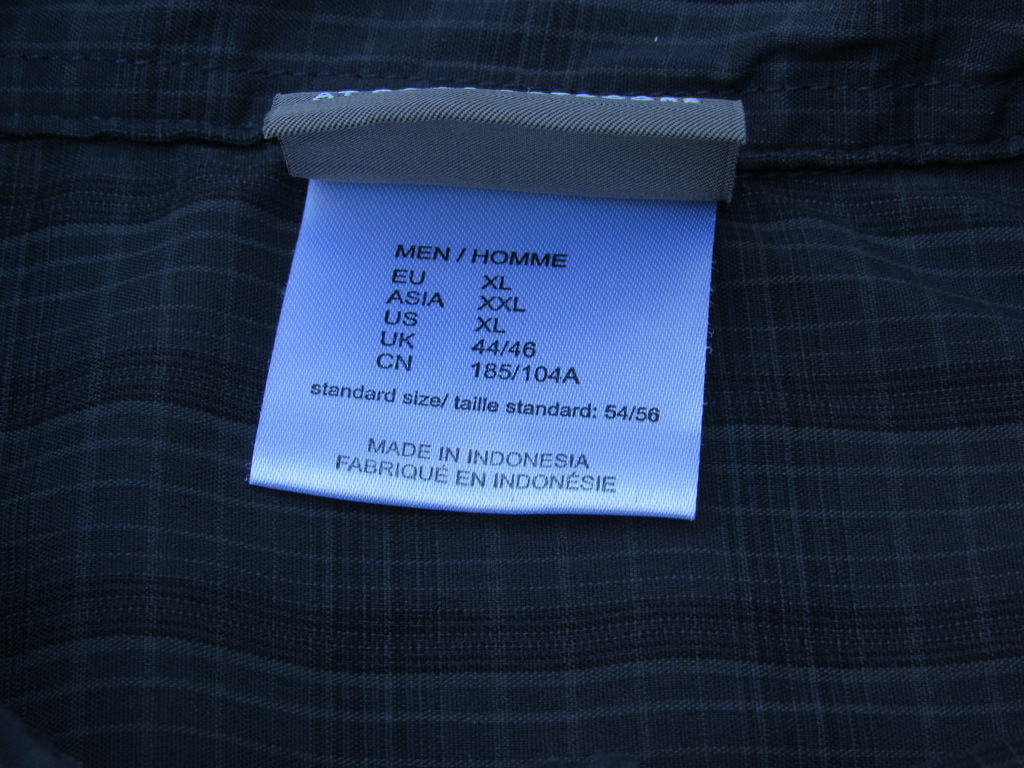 MEN / HOMME
EU XL
ASIA XXL
US XL
UK 44/46
CN 185/104A
standard size/ taille standard: 54/56
MADE IN INDONESIA
FABRIQUÉ EN INDONÉSIE